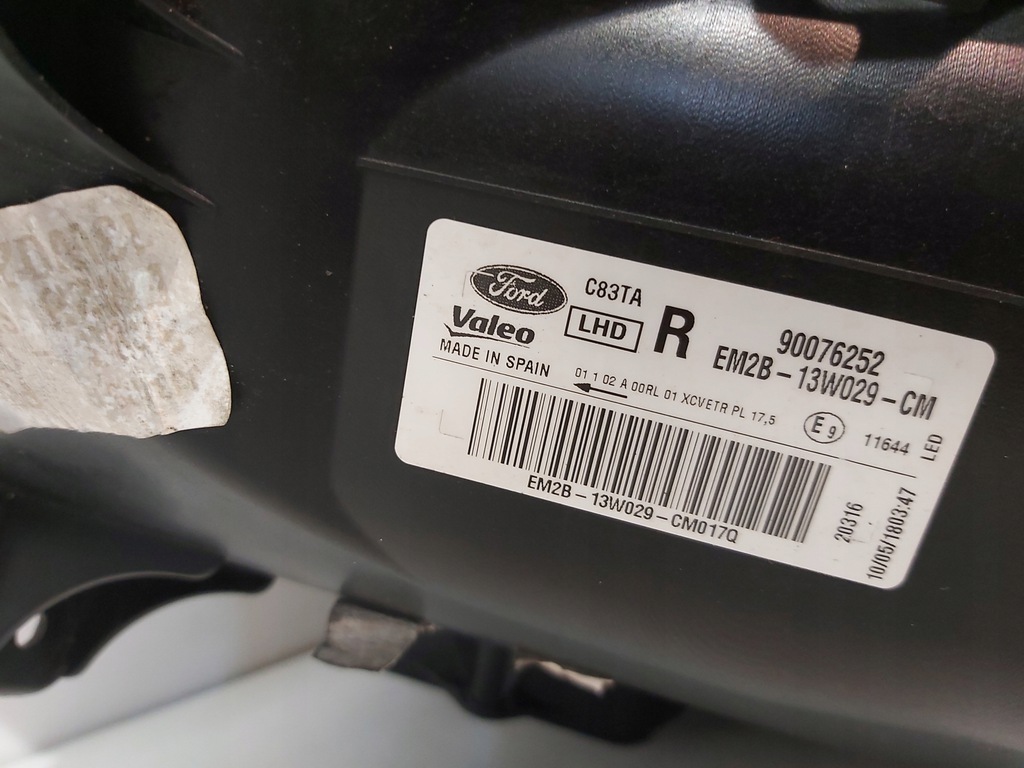 Ford
C83TA
Valeo
LHD
R
90076252
EM2B-13W029-CM
MADE IN SPAIN
01 1 02 A 00RL 01 XCVETR PL 17,5
E9
11644
LED
EM2B-13W029-CM017Q
20316
10/05/1803:47